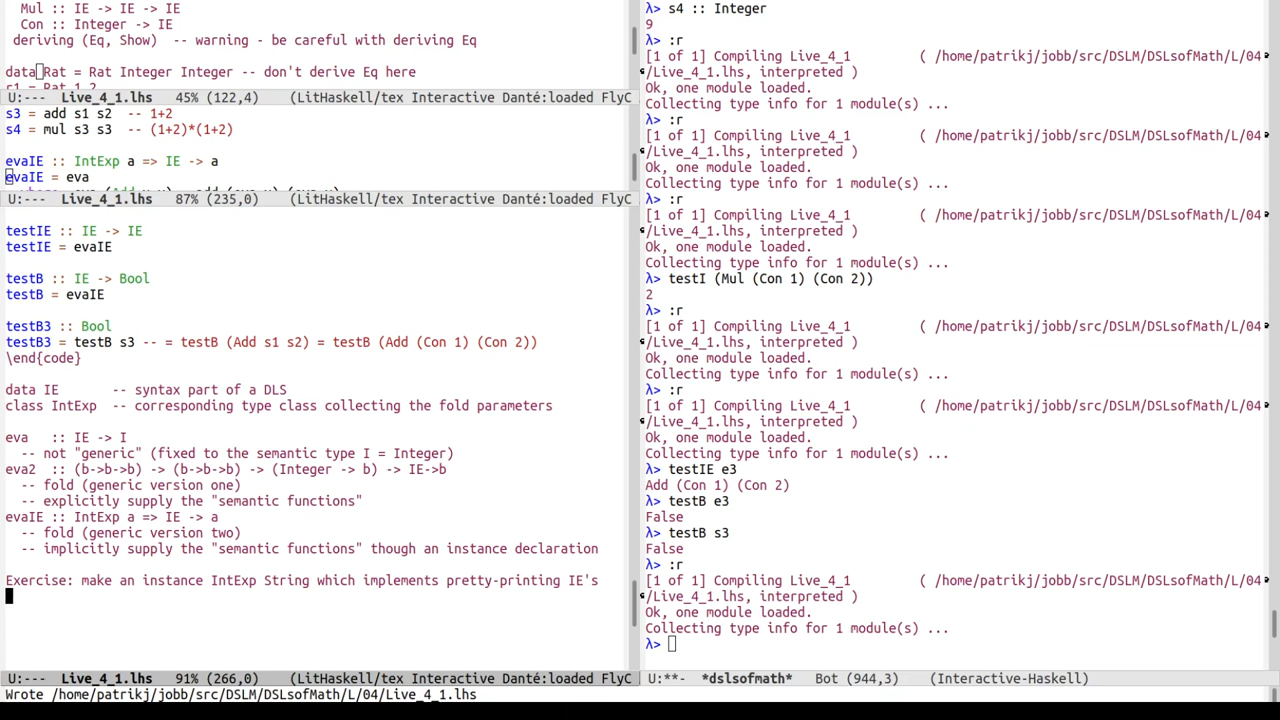 Mul :: IE -> IE -> IE
  Con :: Integer -> IE
 deriving (Eq, Show)  -- warning - be careful with deriving Eq
data Rat = Rat Integer Integer -- don't derive Eq here
r1 = Rat 1 2
U:---  Live_4_1.lhs   45% (122,4)    (LitHaskell/tex Interactive Danté:loaded FlyC
s3 = add s1 s2  -- 1+2
s4 = mul s3 s3  -- (1+2)*(1+2)
evaIE :: IntExp a => IE -> a
evaIE = eva
U:---  Live_4_1.lhs   87% (235,0)    (LitHaskell/tex Interactive Danté:loaded FlyC
testIE :: IE -> IE
testIE = evaIE
testB :: IE -> Bool
testB = evaIE
testB3 :: Bool
testB3 = testB s3 -- = testB (Add s1 s2) = testB (Add (Con 1) (Con 2))
\end{code}
data IE       -- syntax part of a DLS
class IntExp  -- corresponding type class collecting the fold parameters
eva   :: IE -> I
  -- not "generic" (fixed to the semantic type I = Integer)
eva2  :: (b->b->b) -> (b->b->b) -> (Integer -> b) -> IE->b
  -- fold (generic version one)
  -- explicitly supply the "semantic functions"
evaIE :: IntExp a => IE -> a
  -- fold (generic version two)
  -- implicitly supply the "semantic functions" though an instance declaration
Exercise: make an instance IntExp String which implements pretty-printing IE's
U:---  Live_4_1.lhs   91% (266,0)    (LitHaskell/tex Interactive Danté:loaded FlyC
Wrote /home/patrikj/jobb/src/DSLM/DSLsofMath/L/04/Live_4_1.lhs
λ> s4 :: Integer
9
λ> :r
[1 of 1] Compiling Live_4_1         ( /home/patrikj/jobb/src/DSLM/DSLsofMath/L/04
/Live_4_1.lhs, interpreted )
Ok, one module loaded.
Collecting type info for 1 module(s) ...
λ> :r
[1 of 1] Compiling Live_4_1         ( /home/patrikj/jobb/src/DSLM/DSLsofMath/L/04
/Live_4_1.lhs, interpreted )
Ok, one module loaded.
Collecting type info for 1 module(s) ...
λ> :r
[1 of 1] Compiling Live_4_1         ( /home/patrikj/jobb/src/DSLM/DSLsofMath/L/04
/Live_4_1.lhs, interpreted )
Ok, one module loaded.
Collecting type info for 1 module(s) ...
λ> testI (Mul (Con 1) (Con 2))
2
λ> :r
[1 of 1] Compiling Live_4_1         ( /home/patrikj/jobb/src/DSLM/DSLsofMath/L/04
/Live_4_1.lhs, interpreted )
Ok, one module loaded.
Collecting type info for 1 module(s) ...
λ> :r
[1 of 1] Compiling Live_4_1         ( /home/patrikj/jobb/src/DSLM/DSLsofMath/L/04
/Live_4_1.lhs, interpreted )
Ok, one module loaded.
Collecting type info for 1 module(s) ...
λ> testIE e3
Add (Con 1) (Con 2)
λ> testB e3
False
λ> testB s3
False
λ> :r
[1 of 1] Compiling Live_4_1         ( /home/patrikj/jobb/src/DSLM/DSLsofMath/L/04
/Live_4_1.lhs, interpreted )
Ok, one module loaded.
Collecting type info for 1 module(s) ...
λ>
U:**-  *dslsofmath*   Bot (944,3)    (Interactive-Haskell)